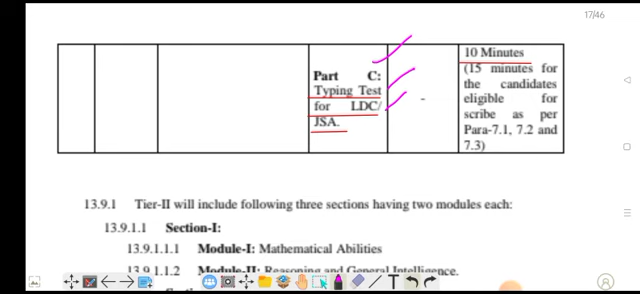 17/46
10 Minutes
(15 minutes for
Part C: the candidates
Typing Test eligible for
for LDC/ - scribe as per
JSA. Para-7.1, 7.2 and
7.3)
13.9.1 Tier-II will include following three sections having two modules each:
13.9.1.1 Section-I:
13.9.1.1.1 Module-I: Mathematical Abilities
13.9.1.1.2 Module-II: Reasoning and General Intelligence.